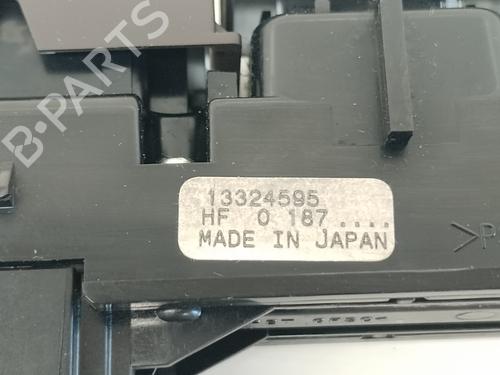 B-PARTS
13324595
HF 0 187 ....
MADE IN JAPAN
>P